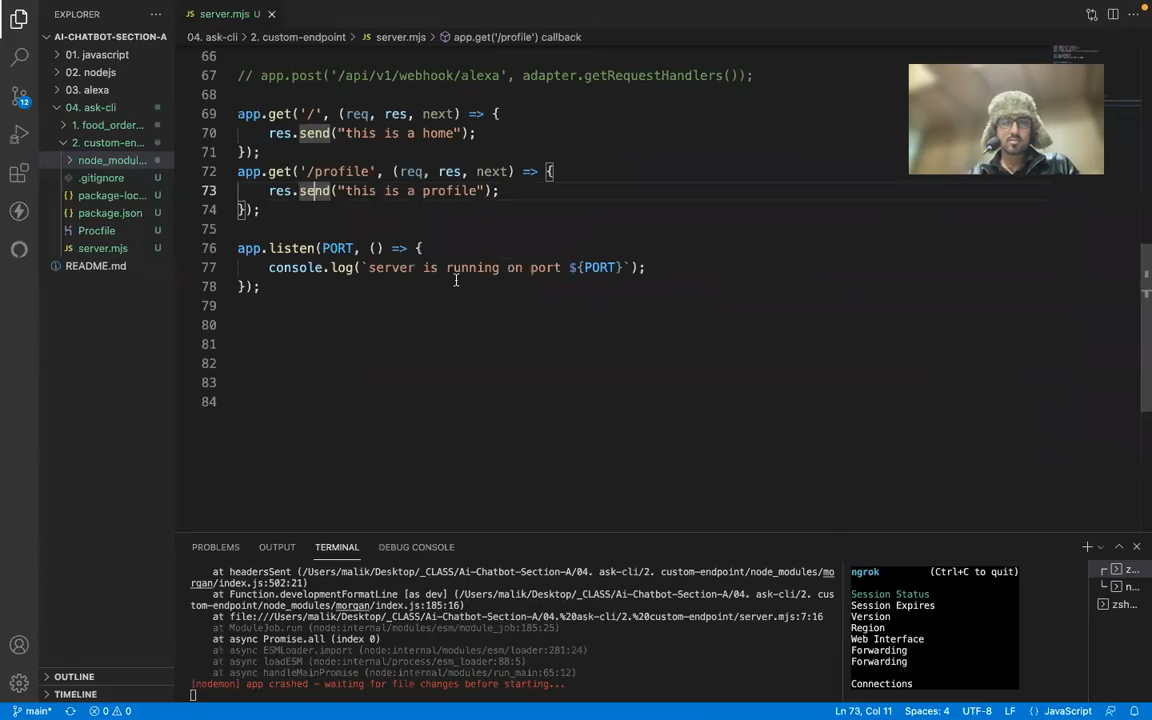 EXPLORER
AI-CHATBOT-SECTION-A
01. javascript
02. nodejs
03. alexa
04. ask-cli
1. food_order...
2. custom-en...
node_modul...
.gitignore
package-loc... U
package.json U
Procfile U
server.mjs U
README.md
OUTLINE
TIMELINE
12
server.mjs U
04. ask-cli > 2. custom-endpoint > server.mjs > app.get('/profile') callback
66
67 // app.post('/api/v1/webhook/alexa', adapter.getRequestHandlers());
68
69 app.get('/', (req, res, next) => {
70 res.send("this is a home");
71 });
72 app.get('/profile', (req, res, next) => {
73 res.send("this is a profile");
74 });
75
76 app.listen(PORT, () => {
77 console.log(`server is running on port ${PORT}`);
78 });
79
80
81
82
83
84
PROBLEMS OUTPUT TERMINAL DEBUG CONSOLE
at headersSent (/Users/malik/Desktop/_CLASS/Ai-Chatbot-Section-A/04. ask-cli/2. custom-endpoint/node_modules/mo
rgan/index.js:502:21)
at Function.developmentFormatLine [as dev] (/Users/malik/Desktop/_CLASS/Ai-Chatbot-Section-A/04. ask-cli/2. cus
tom-endpoint/node_modules/morgan/index.js:185:16)
at file:///Users/malik/Desktop/_CLASS/Ai-Chatbot-Section-A/04.%20ask-cli/2.%20custom-endpoint/server.mjs:7:16
at ModuleJob.run (node:internal/modules/esm/module_job:185:25)
at async Promise.all (index 0)
at async ESMLoader.import (node:internal/modules/esm/loader:281:24)
at async loadESM (node:internal/process/esm_loader:88:5)
at async handleMainPromise (node:internal/modules/run_main:65:12)
[nodemon] app crashed - waiting for file changes before starting...
ngrok (Ctrl+C to quit)
Session Status
Session Expires
Version
Region
Web Interface
Forwarding
Forwarding
Connections
z...
n...
zsh...
main* 0 0 Ln 73, Col 11 Spaces: 4 UTF-8 LF JavaScript